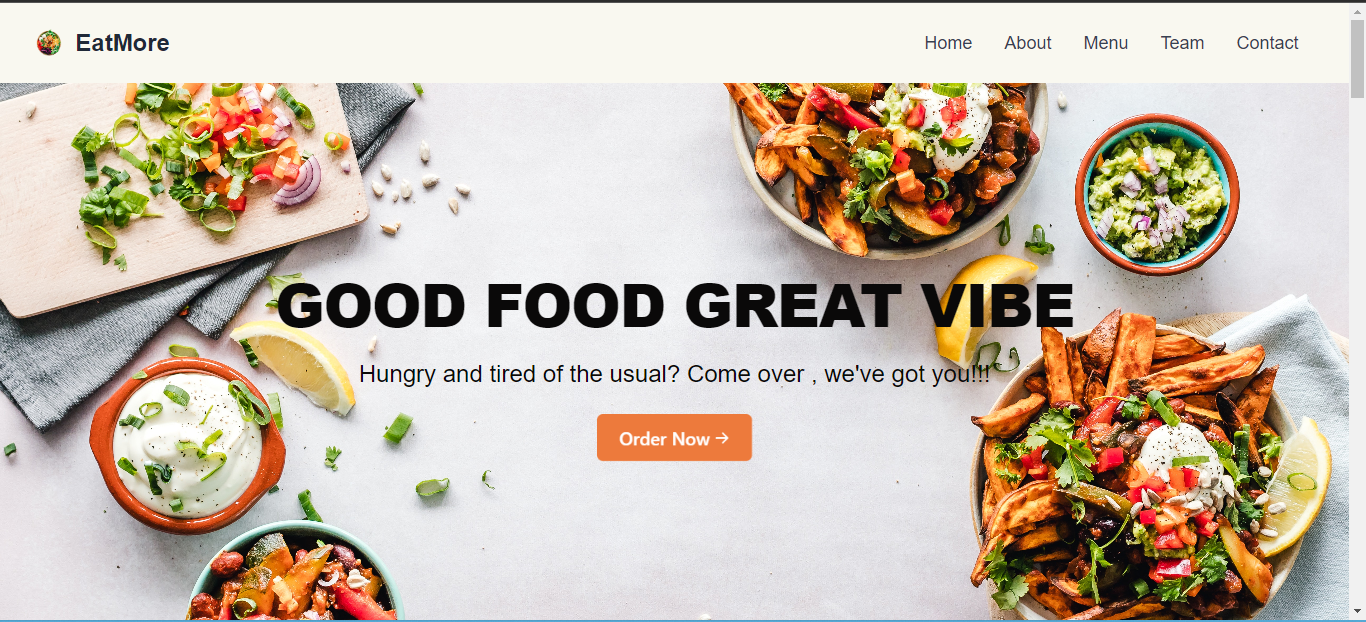 EatMore
Home About Menu Team Contact
GOOD FOOD GREAT VIBE
Hungry and tired of the usual? Come over , we've got you!!!
Order Now →